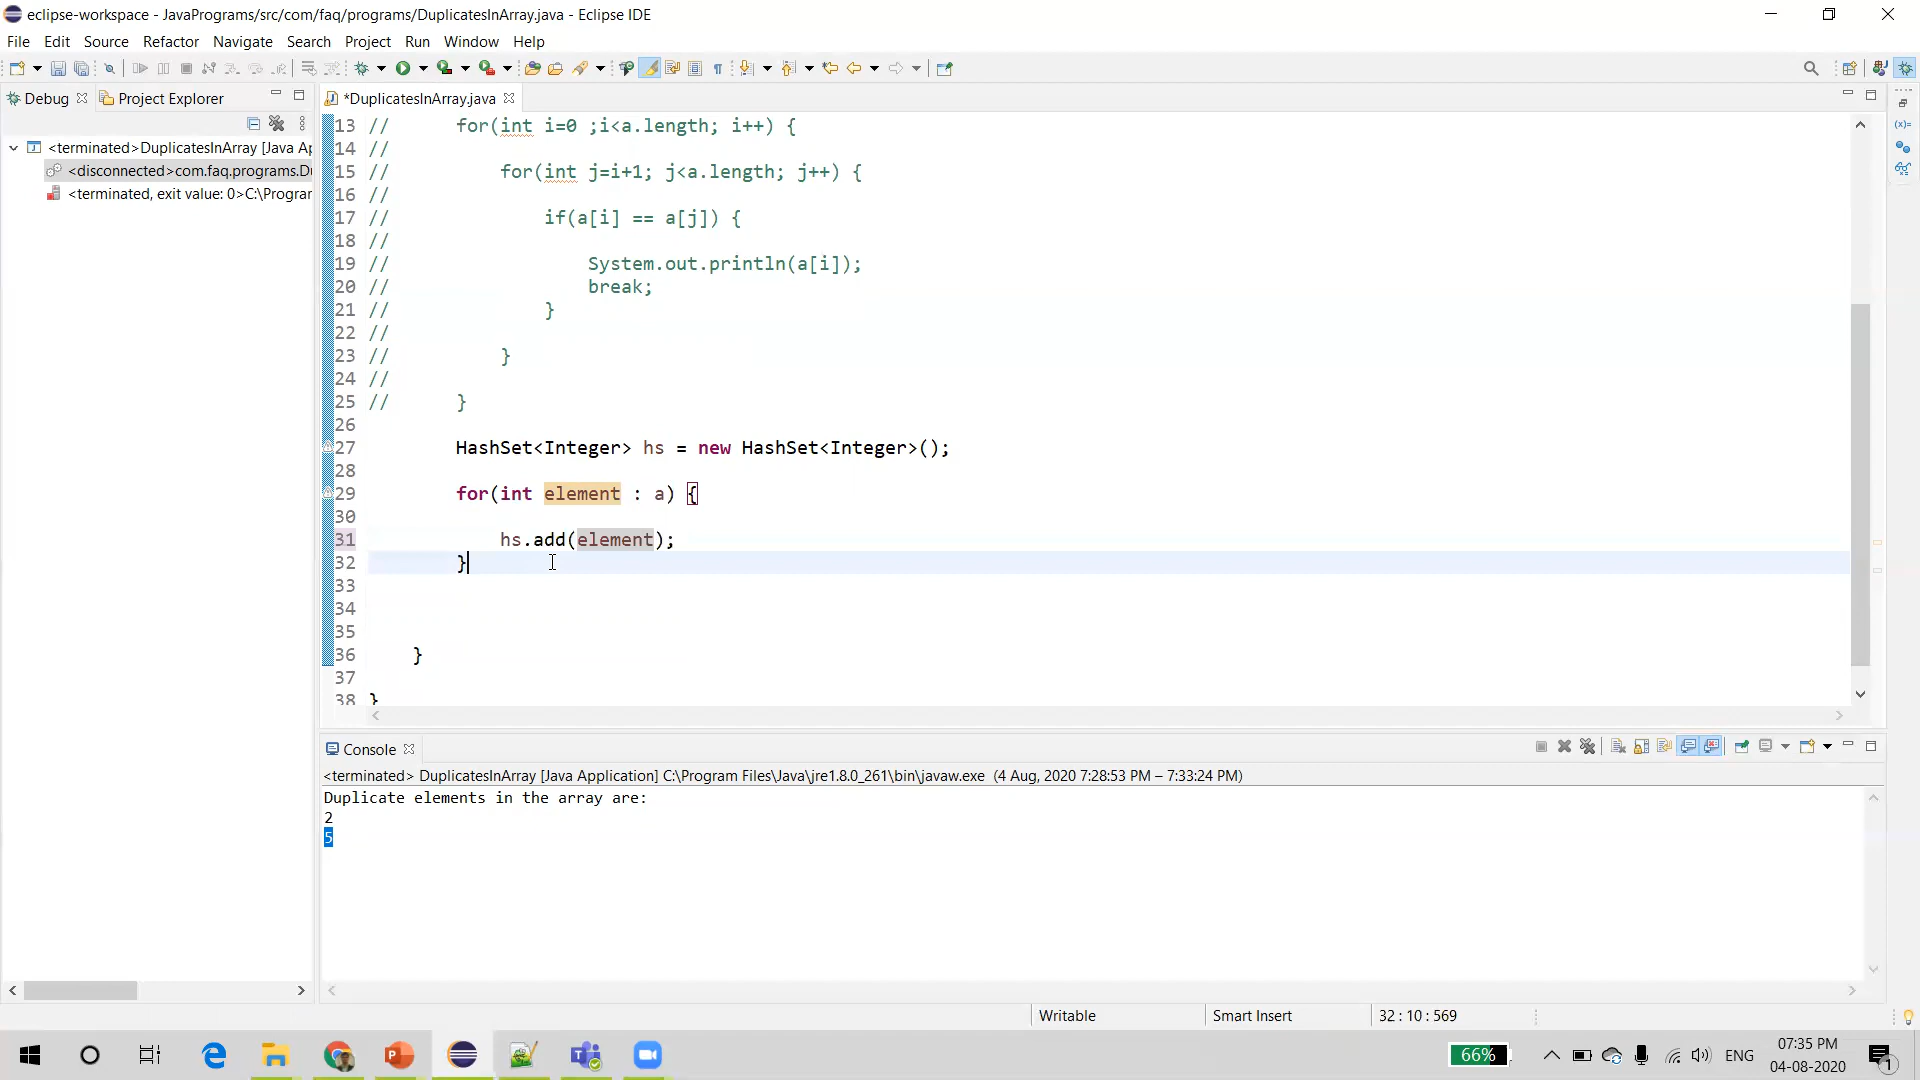 eclipse-workspace - JavaPrograms/src/com/faq/programs/DuplicatesInArray.java - Eclipse IDE
File Edit Source Refactor Navigate Search Project Run Window Help
Debug Project Explorer *DuplicatesInArray.java
<terminated>DuplicatesInArray [Java Ap
<disconnected>com.faq.programs.Du
<terminated, exit value: 0>C:\Prograr
13 // for(int i=0 ;i<a.length; i++) {
14 //
15 // for(int j=i+1; j<a.length; j++) {
16 //
17 // if(a[i] == a[j]) {
18 //
19 // System.out.println(a[i]);
20 // break;
21 // }
22 //
23 // }
24 //
25 // }
26
27 HashSet<Integer> hs = new HashSet<Integer>();
28
29 for(int element : a) {
30
31 hs.add(element);
32 }
33
34
35
36 }
37
38 }
Console
<terminated> DuplicatesInArray [Java Application] C:\Program Files\Java\jre1.8.0_261\bin\javaw.exe (4 Aug, 2020 7:28:53 PM – 7:33:24 PM)
Duplicate elements in the array are:
2
5
Writable Smart Insert 32 : 10 : 569
66% ENG 07:35 PM
04-08-2020 1